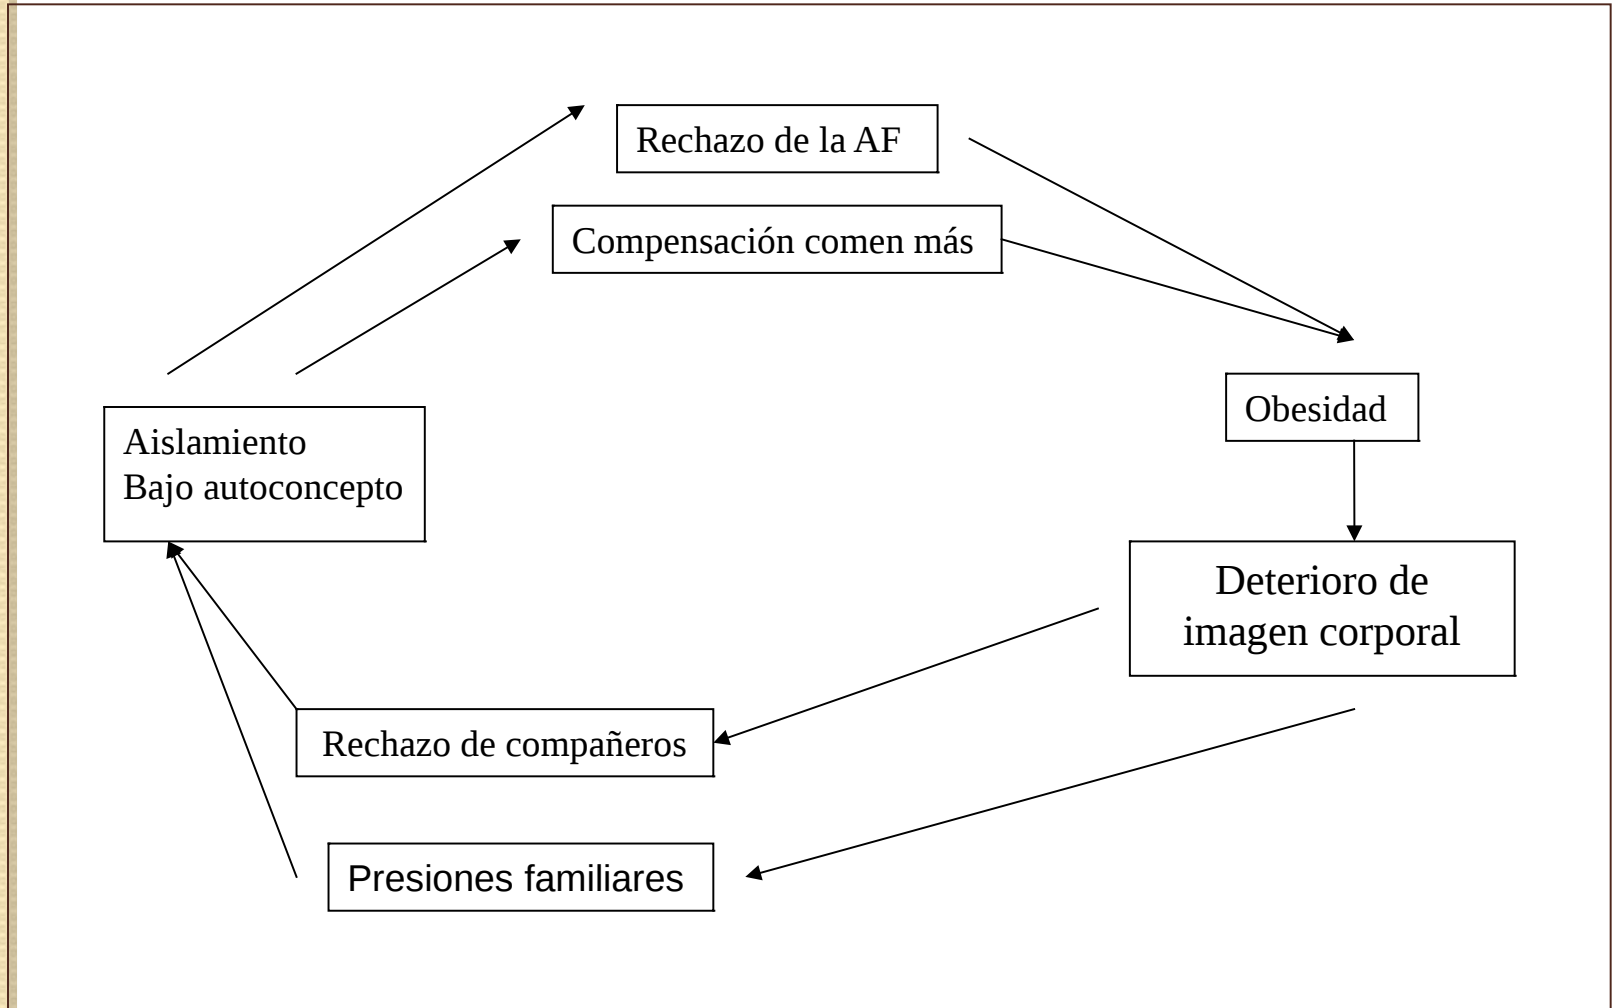 Rechazo de la AF
Compensación comen más
Obesidad
Aislamiento
Bajo autoconcepto
Deterioro de
imagen corporal
Rechazo de compañeros
Presiones familiares